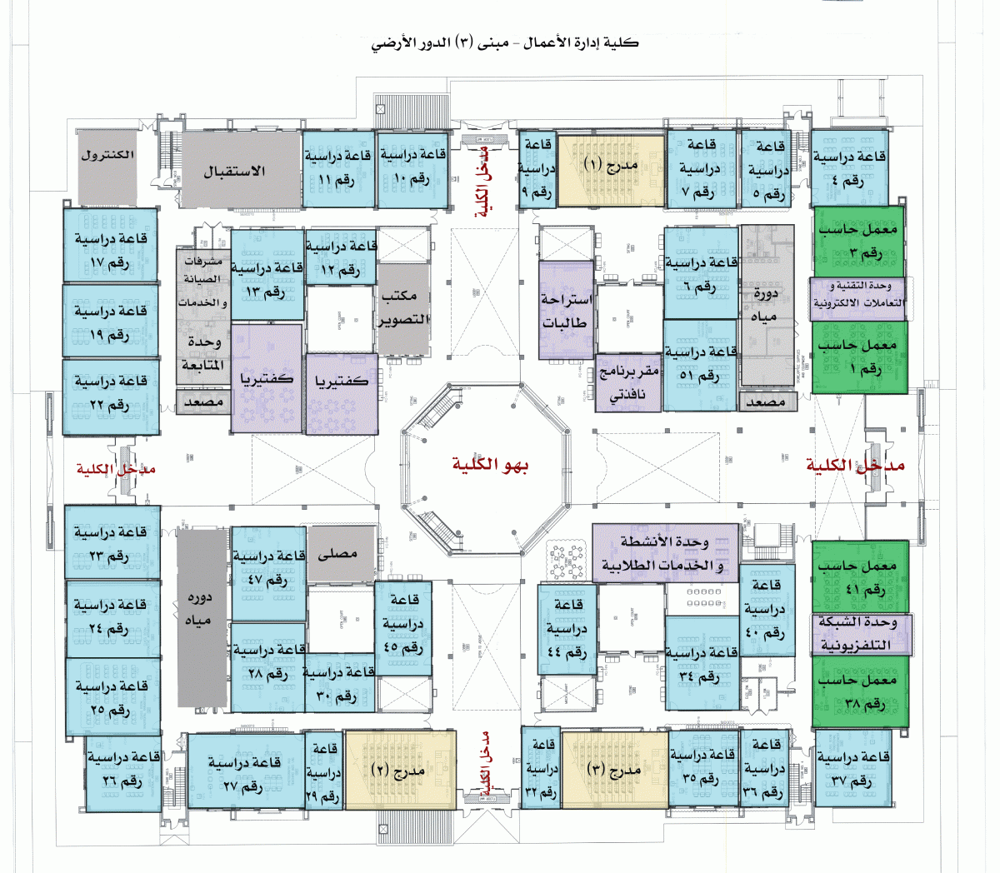 كلية إدارة الأعمال – مبنى (٣) الدور الأرضي
الكنترول
الاستقبال
قاعة دراسية
رقم ١١
قاعة دراسية
رقم ١٠
مدخل الكلية
قاعة
دراسية
رقم ٩
مدرج (١)
قاعة
دراسية
رقم ٧
قاعة
دراسية
رقم ٥
قاعة دراسية
رقم ٤
قاعة دراسية
رقم ١٧
مشرفات
الصيانة
و الخدمات
وحدة
المتابعة
مصعد
قاعة دراسية
رقم ١٣
قاعة دراسية
رقم ١٢
مكتب
التصوير
استراحة
طالبات
قاعة دراسية
رقم ٦
دورة
مياه
معمل حاسب
رقم ٣
وحدة التقنية و
التعاملات الالكترونية
معمل حاسب
رقم ١
قاعة دراسية
رقم ١٩
قاعة دراسية
رقم ٢٢
كفتيريا
كفتيريا
مقر برنامج
نافذتي
قاعة دراسية
رقم ٥١
مصعد
مدخل الكلية
بهو الكلية
مدخل الكلية
قاعة دراسية
رقم ٢٣
دوره
مياه
قاعة دراسية
رقم ٤٧
مصلى
وحدة الأنشطة
و الخدمات الطلابية
معمل حاسب
رقم ٤١
قاعة دراسية
رقم ٢٤
قاعة
دراسية
رقم ٤٥
قاعة
دراسية
رقم ٤٤
قاعة
دراسية
رقم ٤٠
وحدة الشبكة
التلفزيونية
قاعة دراسية
رقم ٢٥
قاعة دراسية
رقم ٢٨
قاعة دراسية
رقم ٣٠
قاعة دراسية
رقم ٣٤
معمل حاسب
رقم ٣٨
قاعة دراسية
رقم ٢٦
قاعة دراسية
رقم ٢٧
قاعة
دراسية
رقم ٢٩
مدرج (٢)
مدخل الكلية
قاعة
دراسية
رقم ٣٢
مدرج (٣)
قاعة دراسية
رقم ٣٥
قاعة
دراسية
رقم ٣٦
قاعة دراسية
رقم ٣٧